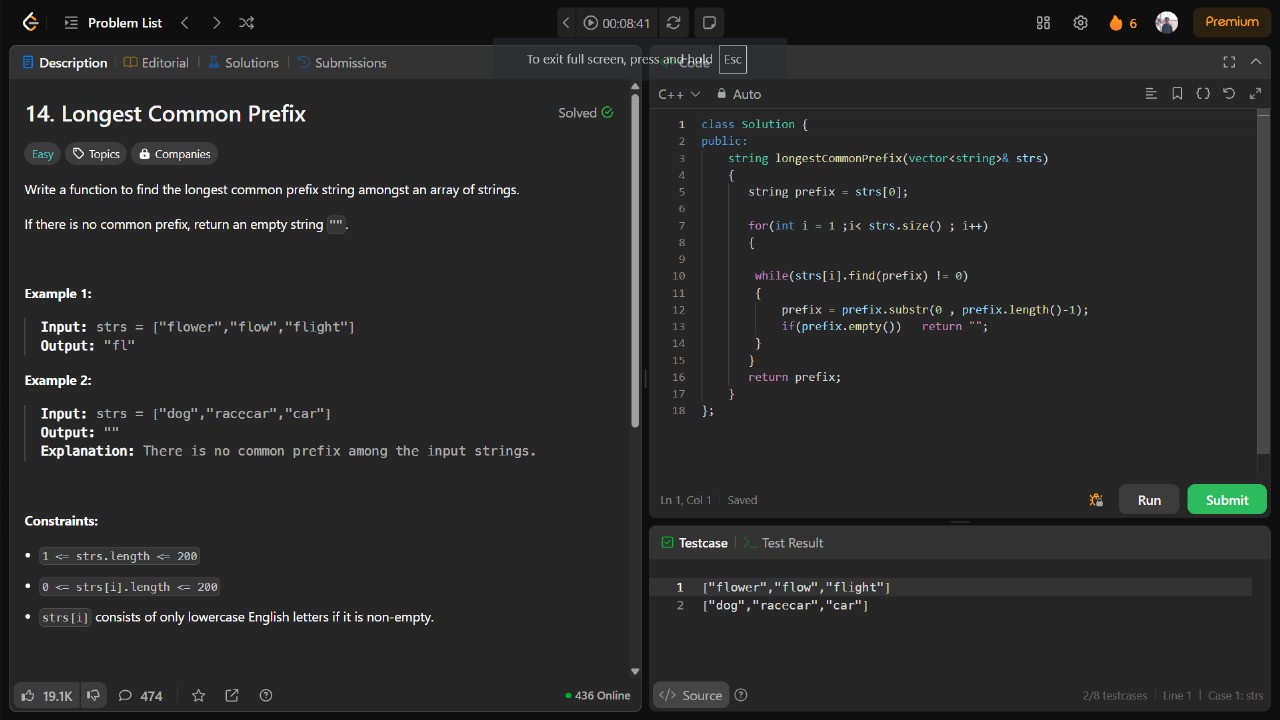 Problem List
00:08:41
6
Premium
To exit full screen, press and hold Esc
Description
Editorial
Solutions
Submissions
Code
14. Longest Common Prefix
Solved
Easy
Topics
Companies
Write a function to find the longest common prefix string amongst an array of strings.
If there is no common prefix, return an empty string "".
Example 1:
Input: strs = ["flower","flow","flight"]
Output: "fl"
Example 2:
Input: strs = ["dog","racecar","car"]
Output: ""
Explanation: There is no common prefix among the input strings.
Constraints:
• 1 <= strs.length <= 200
• 0 <= strs[i].length <= 200
• strs[i] consists of only lowercase English letters if it is non-empty.
19.1K
474
436 Online
C++
Auto
1 class Solution {
2 public:
3 string longestCommonPrefix(vector<string>& strs)
4 {
5 string prefix = strs[0];
6
7 for(int i = 1 ;i< strs.size() ; i++)
8 {
9
10 while(strs[i].find(prefix) != 0)
11 {
12 prefix = prefix.substr(0 , prefix.length()-1);
13 if(prefix.empty()) return "";
14 }
15 }
16 return prefix;
17 }
18 };
Ln 1, Col 1
Saved
Run
Submit
Testcase
Test Result
1 ["flower","flow","flight"]
2 ["dog","racecar","car"]
Source
2/8 testcases
Line 1
Case 1: strs